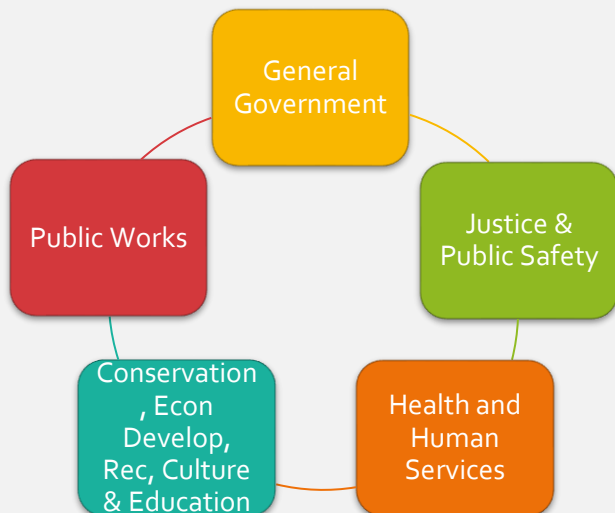 General
Government
Justice &
Public Safety
Health and
Human
Services
Conservation
, Econ
Develop,
Rec, Culture
& Education
Public Works